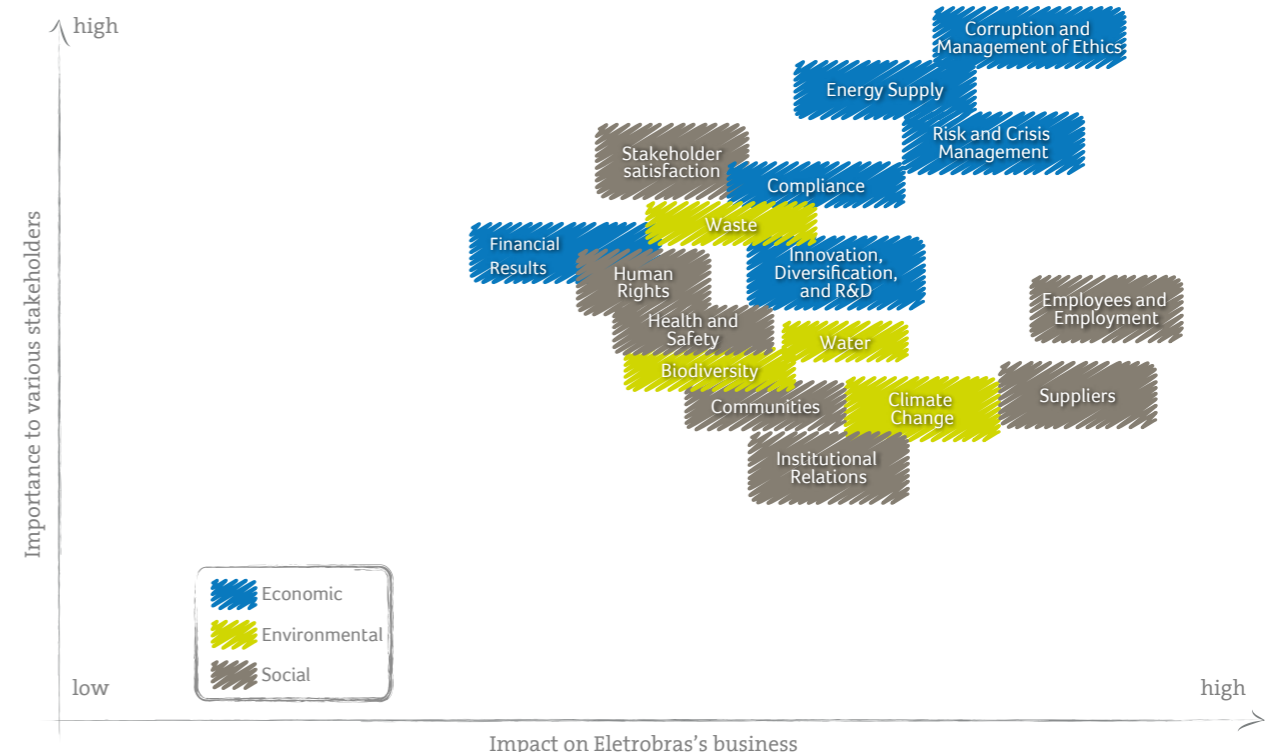 high
Corruption and
Management of Ethics
Energy Supply
Risk and Crisis
Management
Stakeholder
satisfaction
Compliance
Waste
Financial
Results
Innovation,
Diversification,
and R&D
Human
Rights
Employees and
Employment
Health and
Safety
Water
Biodiversity
Suppliers
Communities
Climate
Change
Institutional
Relations
Importance to various stakeholders
Economic
Environmental
Social
low
high
Impact on Eletrobras's business